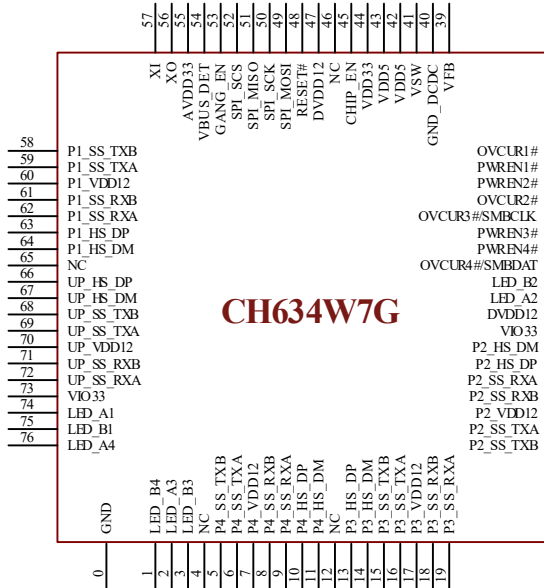 57 56 55 54 53 52 51 50 49 48 47 46 45 44 43 42 41 40 39
XI XO AVDD33 VBUS_DET GANG_EN SPI_SCS SPI_MISO SPI_SCK SPI_MOSI RESET# DVDD12 NC CHIP_EN VDD33 VDD5 VDD5 VSW GND_DCDC VFB
58 P1_SS_TXB OVCUR1#
59 P1_SS_TXA PWREN1#
60 P1_VDD12 PWREN2#
61 P1_SS_RXB OVCUR2#
62 P1_SS_RXA OVCUR3#/SMBCLK
63 P1_HS_DP PWREN3#
64 P1_HS_DM PWREN4#
65 NC OVCUR4#/SMBDAT
66 UP_HS_DP LED_B2
67 UP_HS_DM LED_A2
68 UP_SS_TXB DVDD12
CH634W7G
69 UP_SS_TXA VIO33
70 UP_VDD12 P2_HS_DM
71 UP_SS_RXB P2_HS_DP
72 UP_SS_RXA P2_SS_RXA
73 VIO33 P2_SS_RXB
74 LED_A1 P2_VDD12
75 LED_B1 P2_SS_TXA
76 LED_A4 P2_SS_TXB
GND LED_B4 LED_A3 LED_B3 NC P4_SS_TXB P4_SS_TXA P4_VDD12 P4_SS_RXB P4_SS_RXA P4_HS_DP P4_HS_DM NC P3_HS_DP P3_HS_DM P3_SS_TXB P3_SS_TXA P3_VDD12 P3_SS_RXB P3_SS_RXA
0 1 2 3 4 5 6 7 8 9 10 11 12 13 14 15 16 17 18 19